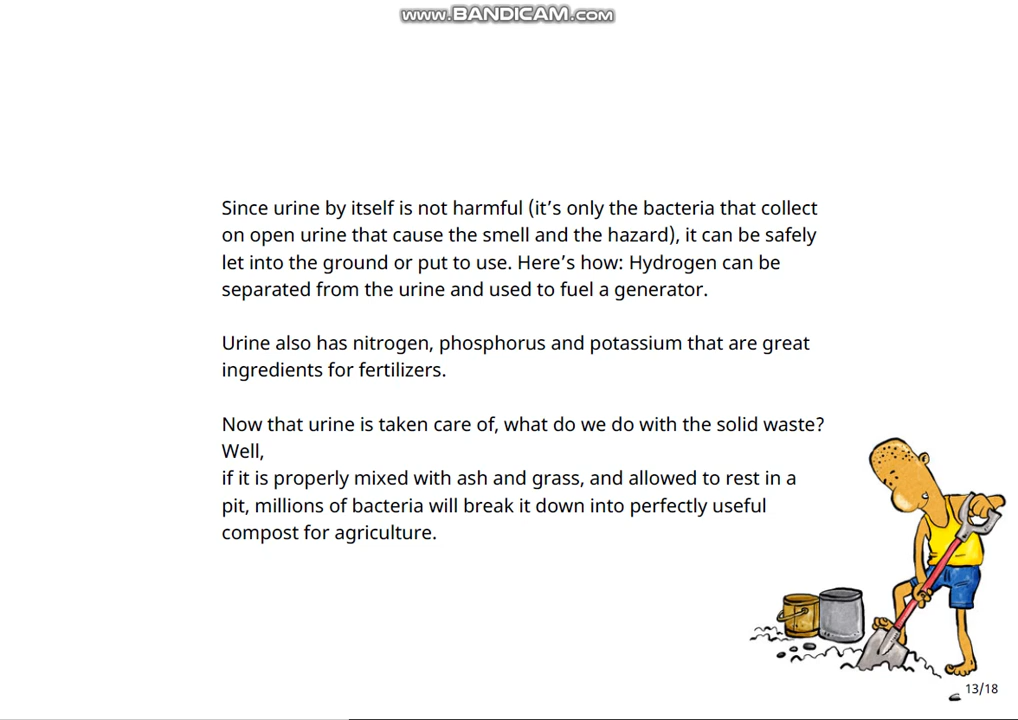 www.BANDICAM.com
Since urine by itself is not harmful (it’s only the bacteria that collect
on open urine that cause the smell and the hazard), it can be safely
let into the ground or put to use. Here’s how: Hydrogen can be
separated from the urine and used to fuel a generator.
Urine also has nitrogen, phosphorus and potassium that are great
ingredients for fertilizers.
Now that urine is taken care of, what do we do with the solid waste?
Well,
if it is properly mixed with ash and grass, and allowed to rest in a
pit, millions of bacteria will break it down into perfectly useful
compost for agriculture.
13/18